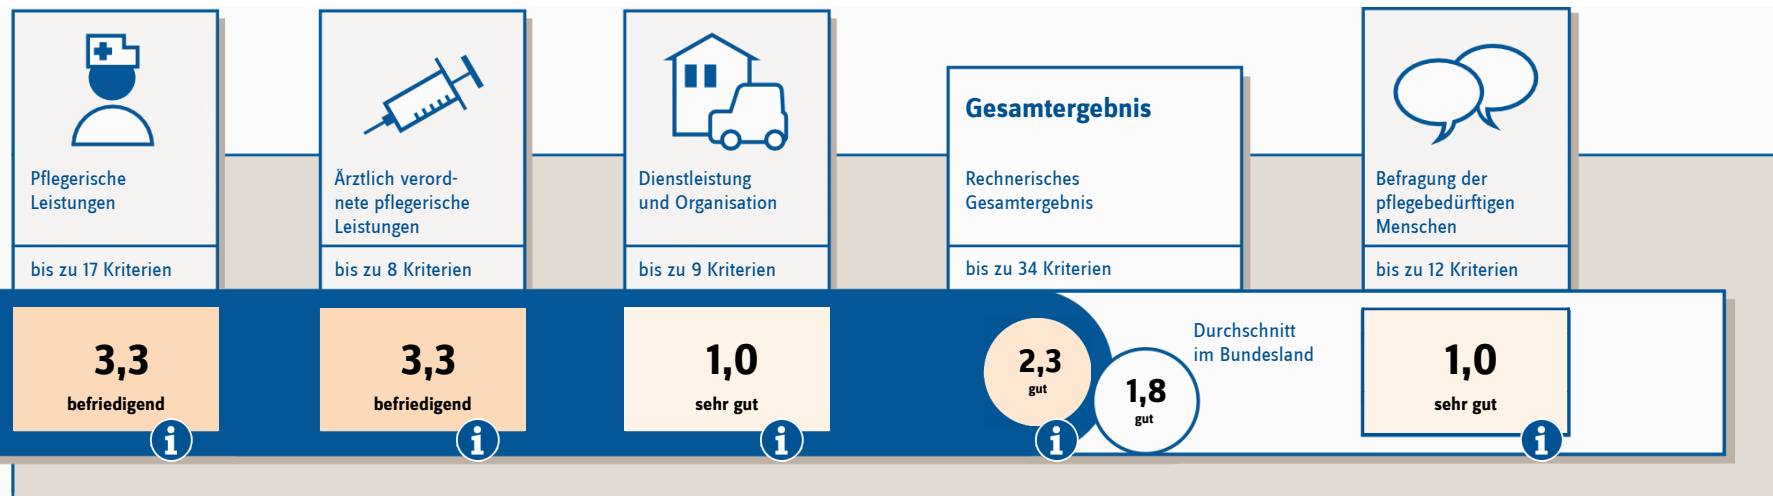 Pflegerische
Leistungen
bis zu 17 Kriterien
3,3
befriedigend
i
Ärztlich verord-
nete pflegerische
Leistungen
bis zu 8 Kriterien
3,3
befriedigend
i
Dienstleistung
und Organisation
bis zu 9 Kriterien
1,0
sehr gut
i
Gesamtergebnis
Rechnerisches
Gesamtergebnis
bis zu 34 Kriterien
2,3
gut
i
1,8
gut
Durchschnitt
im Bundesland
Befragung der
pflegebedürftigen
Menschen
bis zu 12 Kriterien
1,0
sehr gut
i